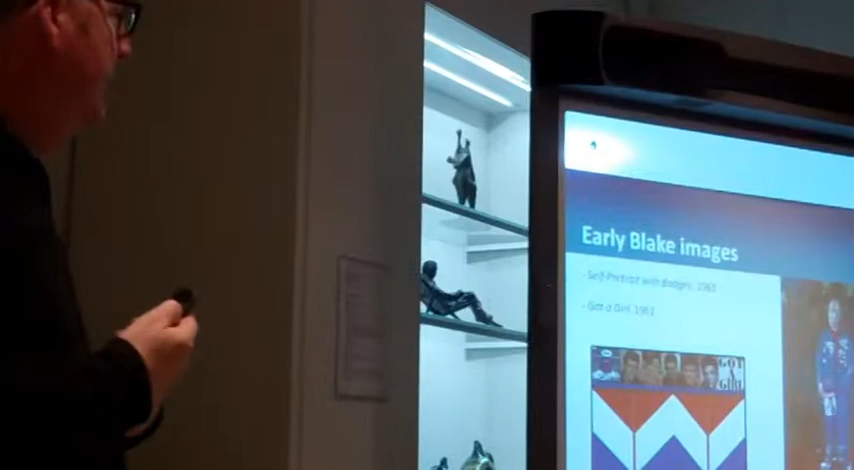 Early Blake images
- Self Portrait with Badges, 1961
- Got a Girl, 1961
GOT
A GIRL